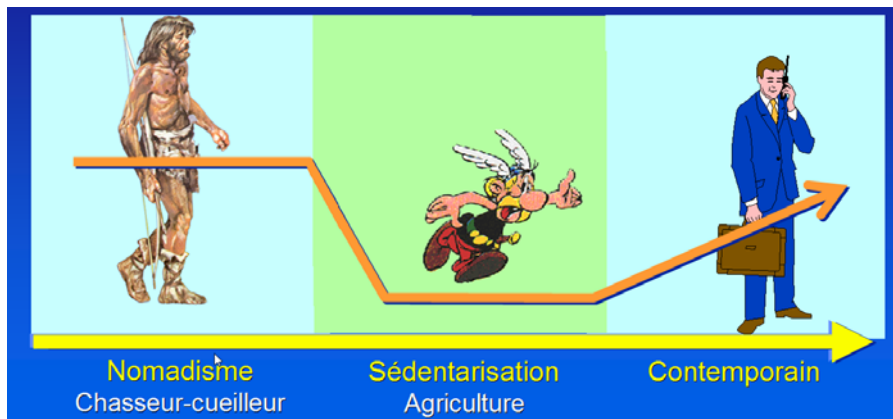 Nomadisme
Chasseur-cueilleur
Sédentarisation
Agriculture
Contemporain